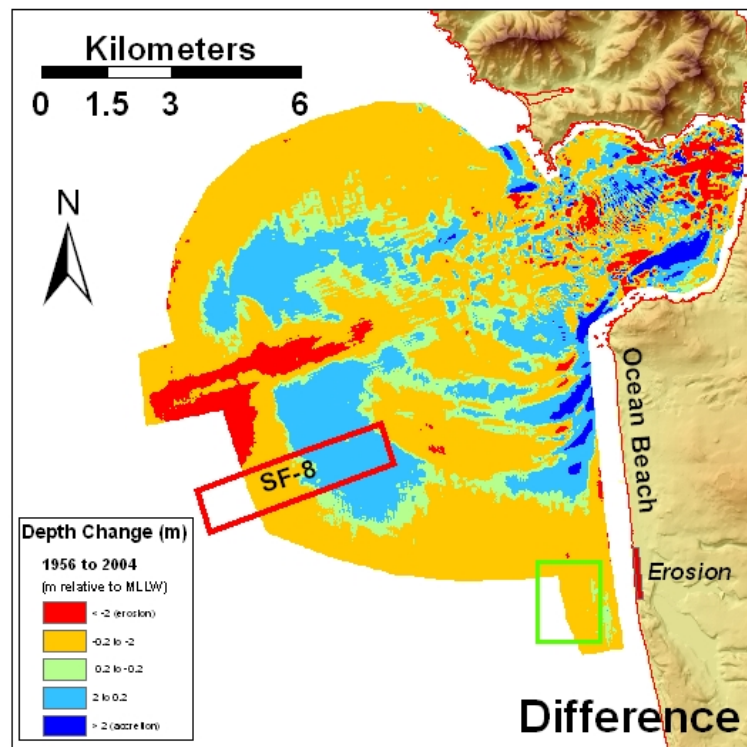 Kilometers
0 1.5 3 6
N
Ocean Beach
SF-8
Erosion
Depth Change (m)
1956 to 2004
(m relative to MLLW)
< -2 (erosion)
-0.2 to -2
0.2 to -0.2
2 to 0.2
> 2 (accretion)
Difference